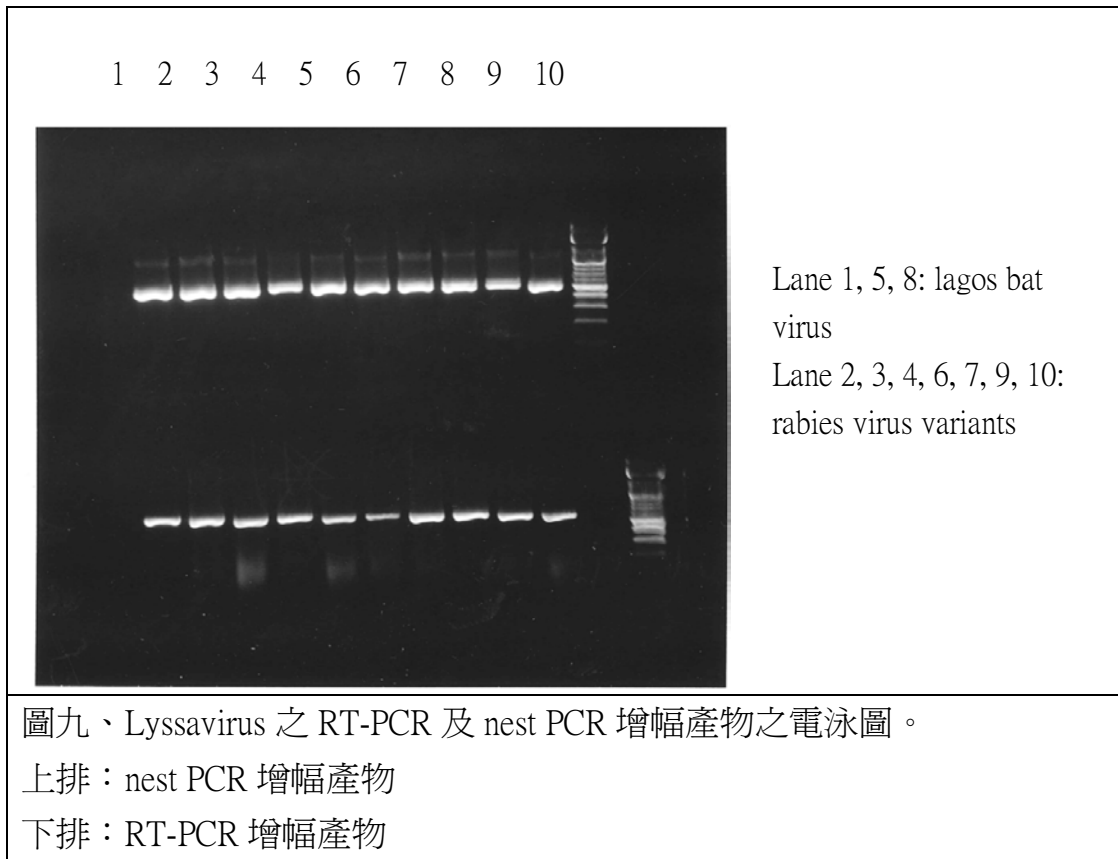 1 2 3 4 5 6 7 8 9 10
Lane 1, 5, 8: lagos bat
virus
Lane 2, 3, 4, 6, 7, 9, 10:
rabies virus variants
圖九、Lyssavirus 之 RT-PCR 及 nest PCR 增幅產物之電泳圖。
上排：nest PCR 增幅產物
下排：RT-PCR 增幅產物